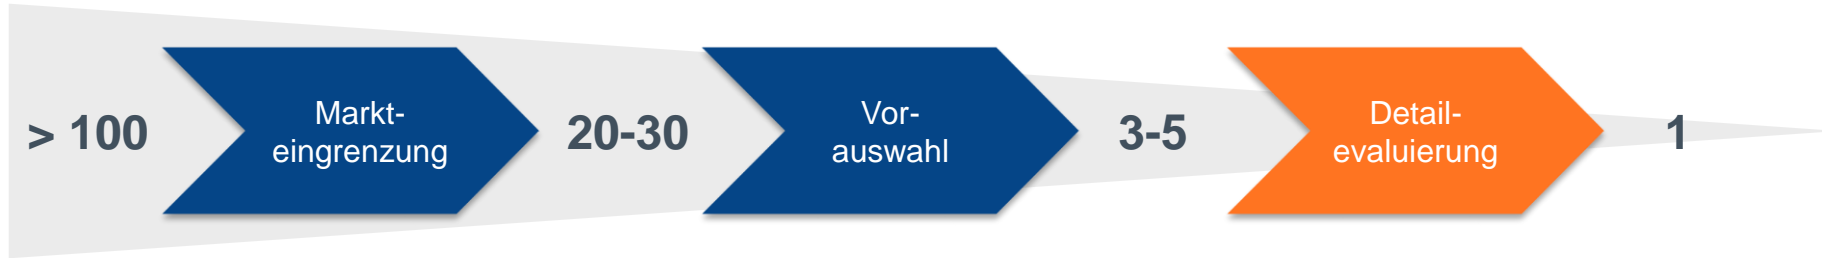 > 100
Markt-
eingrenzung
20-30
Vor-
auswahl
3-5
Detail-
evaluierung
1